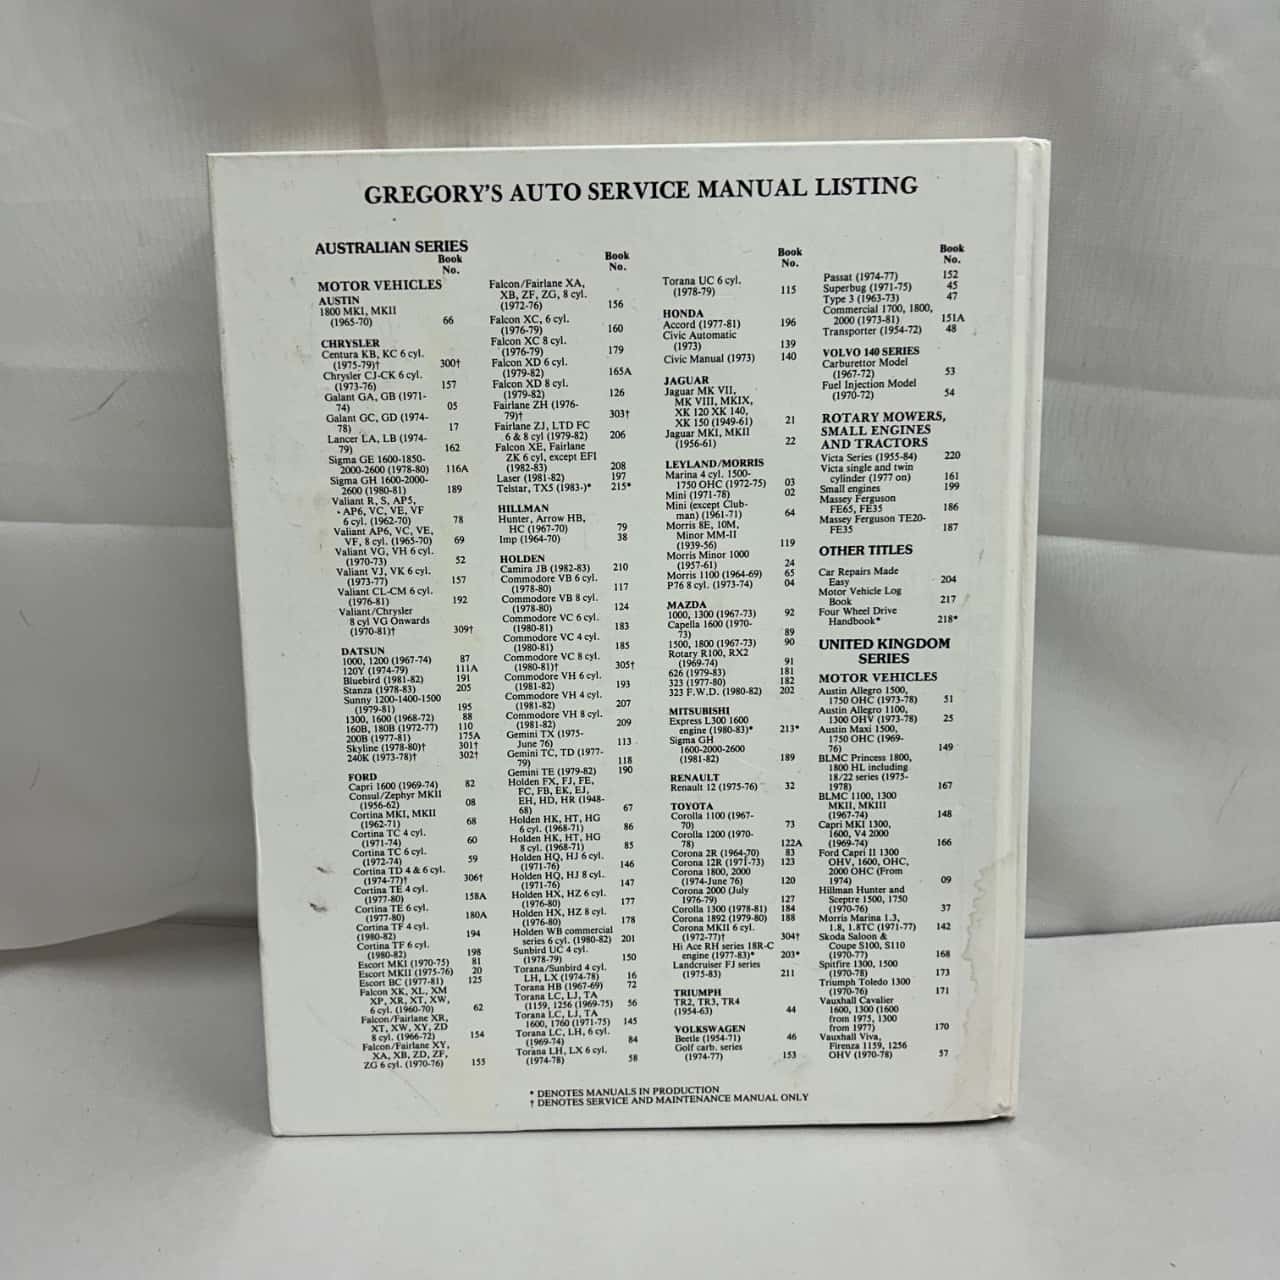 GREGORY'S AUTO SERVICE MANUAL LISTING
AUSTRALIAN SERIES
Book
No.
MOTOR VEHICLES
AUSTIN
1800 MKI, MKII
(1965-70) 66
CHRYSLER
Centura KB, KC 6 cyl.
(1975-79)† 300†
Chrysler CJ-CK 6 cyl.
(1973-76) 157
Galant GA, GB (1971-
74) 05
Galant GC, GD (1974-
78) 17
Lancer LA, LB (1974-
79) 162
Sigma GE 1600-1850-
2000-2600 (1978-80) 116A
Sigma GH 1600-2000-
2600 (1980-81) 189
Valiant R, S, AP5,
AP6, VC, VE, VF
6 cyl. (1962-70) 78
Valiant AP6, VC, VE,
VF, 8 cyl. (1965-70) 69
Valiant VG, VH 6 cyl.
(1970-73) 52
Valiant VJ, VK 6 cyl.
(1973-77) 157
Valiant CL-CM 6 cyl.
(1976-81) 192
Valiant/Chrysler
8 cyl VG Onwards
(1970-81)† 309†
DATSUN
1000, 1200 (1967-74) 87
120Y (1974-79) 111A
Bluebird (1981-82) 191
Stanza (1978-83) 205
Sunny 1200-1400-1500
(1979-81) 195
1300, 1600 (1968-72) 88
160B, 180B (1972-77) 110
200B (1977-81) 175A
Skyline (1978-80)† 301†
240K (1973-78)† 302†
FORD
Capri 1600 (1969-74) 82
Consul/Zephyr MKII
(1956-62) 08
Cortina MKI, MKII
(1962-71) 68
Cortina TC 4 cyl.
(1971-74) 60
Cortina TC 6 cyl.
(1972-74) 59
Cortina TD 4 & 6 cyl.
(1974-77)† 306†
Cortina TE 4 cyl.
(1977-80) 158A
Cortina TE 6 cyl.
(1977-80) 180A
Cortina TF 4 cyl.
(1980-82) 194
Cortina TF 6 cyl.
(1980-82) 198
Escort MKI (1970-75) 81
Escort MKII (1975-76) 20
Escort BC (1977-81) 125
Falcon XK, XL, XM
XP, XR, XT, XW,
6 cyl. (1960-70) 62
Falcon/Fairlane XR,
XT, XW, XY, ZD
8 cyl (1966-72) 154
Falcon/Fairlane XY,
XA, XB, ZD, ZF,
ZG 6 cyl. (1970-76) 155
Book
No.
Falcon/Fairlane XA,
XB, ZF, ZG, 8 cyl.
(1972-76) 156
Falcon XC, 6 cyl.
(1976-79) 160
Falcon XC 8 cyl.
(1976-79) 179
Falcon XD 6 cyl.
(1979-82) 165A
Falcon XD 8 cyl.
(1979-82) 126
Fairlane ZH (1976-
79)† 303†
Fairlane ZJ, LTD FC
6 & 8 cyl (1979-82) 206
Falcon XE, Fairlane
ZK 6 cyl, except EFI
(1982-83) 208
Laser (1981-82) 197
Telstar, TX5 (1983-)* 215*
HILLMAN
Hunter, Arrow HB,
HC (1967-70) 79
Imp (1964-70) 38
HOLDEN
Camira JB (1982-83) 210
Commodore VB 6 cyl.
(1978-80) 117
Commodore VB 8 cyl.
(1978-80) 124
Commodore VC 6 cyl.
(1980-81) 183
Commodore VC 4 cyl.
(1980-81) 185
Commodore VC 8 cyl.
(1980-81)† 305†
Commodore VH 6 cyl.
(1981-82) 193
Commodore VH 4 cyl.
(1981-82) 207
Commodore VH 8 cyl.
(1981-82) 209
Gemini TX (1975-
June 76) 113
Gemini TC, TD (1977-
79) 118
Gemini TE (1979-82) 190
Holden FX, FJ, FE,
FC, FB, EK, EJ,
EH, HD, HR (1948-
68) 67
Holden HK, HT, HG
6 cyl. (1968-71) 86
Holden HK, HT, HG
8 cyl. (1968-71) 85
Holden HQ, HJ 6 cyl.
(1971-76) 146
Holden HQ, HJ 8 cyl.
(1971-76) 147
Holden HX, HZ 6 cyl.
(1976-80) 177
Holden HX, HZ 8 cyl.
(1976-80) 178
Holden WB commercial
series 6 cyl. (1980-82) 201
Sunbird UC 4 cyl.
(1978-79) 150
Torana/Sunbird 4 cyl.
LH, LX (1974-78) 16
Torana HB (1967-69) 72
Torana LC, LJ, TA
(1159, 1256 (1969-75) 56
Torana LC, LJ, TA
1600, 1760 (1971-75) 145
Torana LC, LH, 6 cyl.
(1969-74) 84
Torana LH, LX 6 cyl.
(1974-78) 58
Book
No.
Torana UC 6 cyl.
(1978-79) 115
HONDA
Accord (1977-81) 196
Civic Automatic
(1973) 139
Civic Manual (1973) 140
JAGUAR
Jaguar MK VII,
MK VIII, MKIX,
XK 120 XK 140,
XK 150 (1949-61) 21
Jaguar MKI, MKII
(1956-61) 22
LEYLAND/MORRIS
Marina 4 cyl. 1500-
1750 OHC (1972-75) 03
Mini (1971-78) 02
Mini (except Club-
man) (1961-71) 64
Morris 8E, 10M,
Minor MM-II
(1939-56) 119
Morris Minor 1000
(1957-61) 24
Morris 1100 (1964-69) 65
P76 8 cyl. (1973-74) 04
MAZDA
1000, 1300 (1967-73) 92
Capella 1600 (1970-
73) 89
1500, 1800 (1967-73) 90
Rotary R100, RX2
(1969-74) 91
626 (1979-83) 181
323 (1977-80) 182
323 F.W.D. (1980-82) 202
MITSUBISHI
Express L300 1600
engine (1980-83)* 213*
Sigma GH
1600-2000-2600
(1981-82) 189
RENAULT
Renault 12 (1975-76) 32
TOYOTA
Corolla 1100 (1967-
70) 73
Corolla 1200 (1970-
78) 122A
Corona 2R (1964-70) 83
Corona 12R (1971-73) 123
Corona 1800, 2000
(1974-June 76) 120
Corona 2000 (July
1976-79) 127
Corolla 1300 (1978-81) 184
Corona 1892 (1979-80) 188
Corona MKII 6 cyl.
(1972-77)† 304†
Hi Ace RH series 18R-C
engine (1977-83)* 203*
Landcruiser FJ series
(1975-83) 211
TRIUMPH
TR2, TR3, TR4
(1954-63) 44
VOLKSWAGEN
Beetle (1954-71) 46
Golf carb. series
(1974-77) 153
Book
No.
Passat (1974-77) 152
Superbug (1971-75) 45
Type 3 (1963-73) 47
Commercial 1700, 1800,
2000 (1973-81) 151A
Transporter (1954-72) 48
VOLVO 140 SERIES
Carburettor Model
(1967-72) 53
Fuel Injection Model
(1970-72) 54
ROTARY MOWERS,
SMALL ENGINES
AND TRACTORS
Victa Series (1955-84) 220
Victa single and twin
cylinder (1977 on) 161
Small engines 199
Massey Ferguson
FE65, FE35 186
Massey Ferguson TE20-
FE35 187
OTHER TITLES
Car Repairs Made
Easy 204
Motor Vehicle Log
Book 217
Four Wheel Drive
Handbook* 218*
UNITED KINGDOM
SERIES
MOTOR VEHICLES
Austin Allegro 1500,
1750 OHC (1973-78) 51
Austin Allegro 1100,
1300 OHV (1973-78) 25
Austin Maxi 1500,
1750 OHC (1969-
76) 149
BLMC Princess 1800,
1800 HL including
18/22 series (1975-
1978) 167
BLMC 1100, 1300
MKII, MKIII
(1967-74) 148
Capri MKI 1300,
1600, V4 2000
(1969-74) 166
Ford Capri II 1300
OHV, 1600, OHC,
2000 OHC (From
1974) 09
Hillman Hunter and
Sceptre 1500, 1750
(1970-76) 37
Morris Marina 1.3,
1.8, 1.8TC (1971-77) 142
Skoda Saloon &
Coupe S100, S110
(1970-77) 168
Spitfire 1300, 1500
(1970-78) 173
Triumph Toledo 1300
(1970-76) 171
Vauxhall Cavalier
1600, 1300 (1600
from 1975, 1300
from 1977) 170
Vauxhall Viva,
Firenza 1159, 1256
OHV (1970-78) 57
* DENOTES MANUALS IN PRODUCTION
† DENOTES SERVICE AND MAINTENANCE MANUAL ONLY